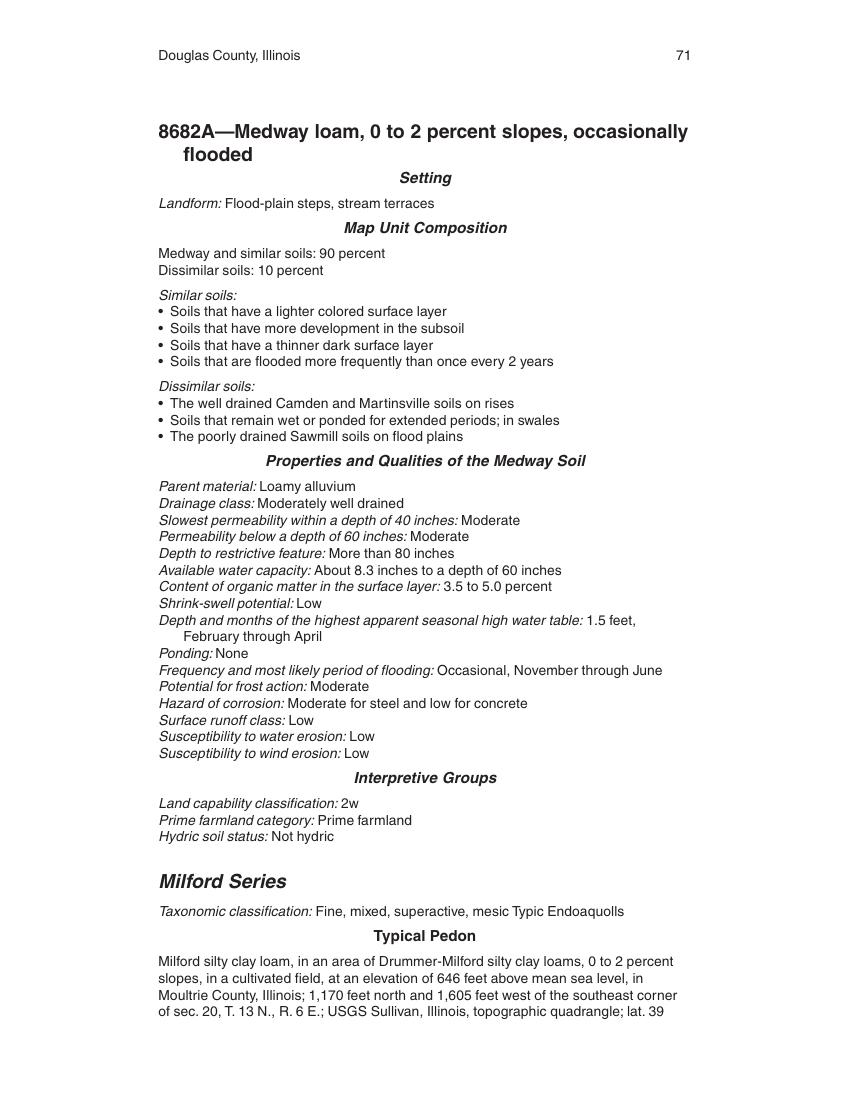 Douglas County, Illinois 71
8682A—Medway loam, 0 to 2 percent slopes, occasionally
flooded
Setting
Landform: Flood-plain steps, stream terraces
Map Unit Composition
Medway and similar soils: 90 percent
Dissimilar soils: 10 percent
Similar soils:
• Soils that have a lighter colored surface layer
• Soils that have more development in the subsoil
• Soils that have a thinner dark surface layer
• Soils that are flooded more frequently than once every 2 years
Dissimilar soils:
• The well drained Camden and Martinsville soils on rises
• Soils that remain wet or ponded for extended periods; in swales
• The poorly drained Sawmill soils on flood plains
Properties and Qualities of the Medway Soil
Parent material: Loamy alluvium
Drainage class: Moderately well drained
Slowest permeability within a depth of 40 inches: Moderate
Permeability below a depth of 60 inches: Moderate
Depth to restrictive feature: More than 80 inches
Available water capacity: About 8.3 inches to a depth of 60 inches
Content of organic matter in the surface layer: 3.5 to 5.0 percent
Shrink-swell potential: Low
Depth and months of the highest apparent seasonal high water table: 1.5 feet,
February through April
Ponding: None
Frequency and most likely period of flooding: Occasional, November through June
Potential for frost action: Moderate
Hazard of corrosion: Moderate for steel and low for concrete
Surface runoff class: Low
Susceptibility to water erosion: Low
Susceptibility to wind erosion: Low
Interpretive Groups
Land capability classification: 2w
Prime farmland category: Prime farmland
Hydric soil status: Not hydric
Milford Series
Taxonomic classification: Fine, mixed, superactive, mesic Typic Endoaquolls
Typical Pedon
Milford silty clay loam, in an area of Drummer-Milford silty clay loams, 0 to 2 percent
slopes, in a cultivated field, at an elevation of 646 feet above mean sea level, in
Moultrie County, Illinois; 1,170 feet north and 1,605 feet west of the southeast corner
of sec. 20, T. 13 N., R. 6 E.; USGS Sullivan, Illinois, topographic quadrangle; lat. 39